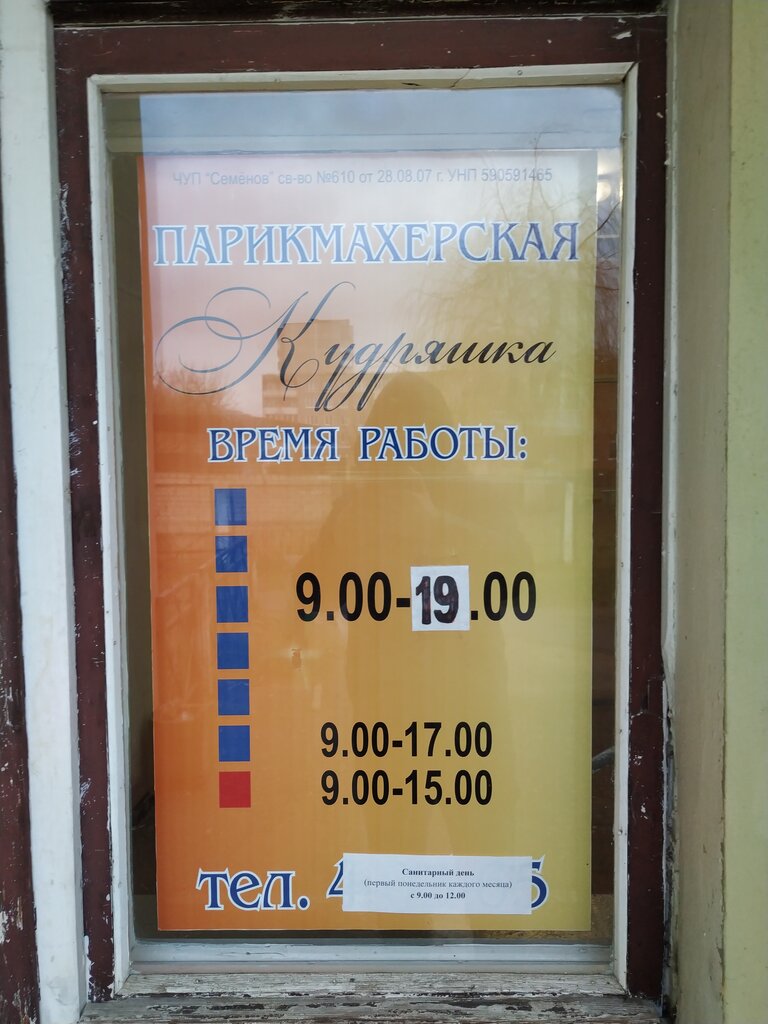 ЧУП "Семёнов" св-во №610 от 28.08.07 г. УНП 590591465
ПАРИКМАХЕРСКАЯ
Кудряшка
ВРЕМЯ РАБОТЫ:
9.00-19.00
9.00-17.00
9.00-15.00
тел. 4 5
Санитарный день
(первый понедельник каждого месяца)
с 9.00 до 12.00